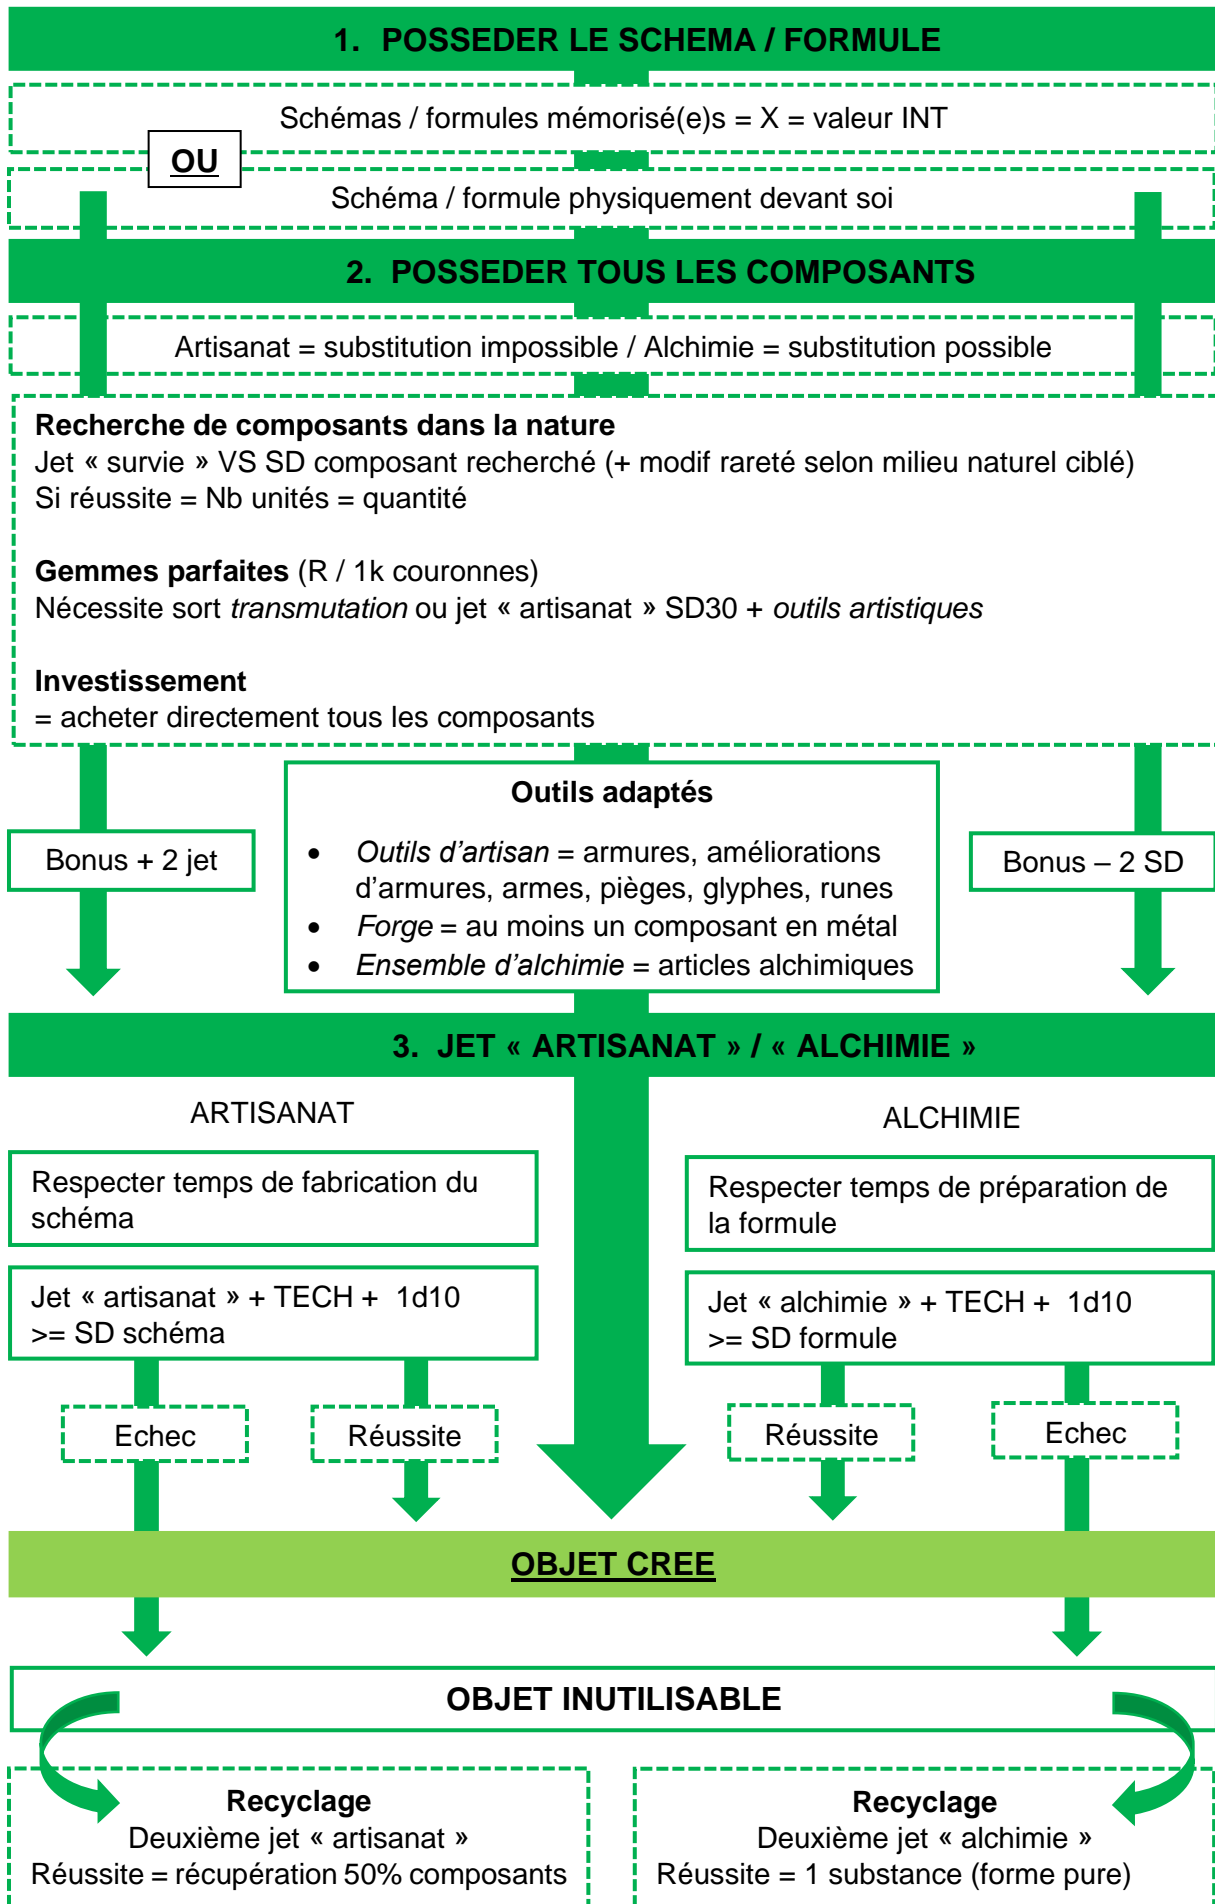 1. POSSEDER LE SCHEMA / FORMULE
Schémas / formules mémorisé(e)s = X = valeur INT
OU
Schéma / formule physiquement devant soi
2. POSSEDER TOUS LES COMPOSANTS
Artisanat = substitution impossible / Alchimie = substitution possible
Recherche de composants dans la nature
Jet « survie » VS SD composant recherché (+ modif rareté selon milieu naturel ciblé)
Si réussite = Nb unités = quantité
Gemmes parfaites (R / 1k couronnes)
Nécessite sort transmutation ou jet « artisanat » SD30 + outils artistiques
Investissement
= acheter directement tous les composants
Outils adaptés
• Outils d'artisan = armures, améliorations
d'armures, armes, pièges, glyphes, runes
• Forge = au moins un composant en métal
• Ensemble d'alchimie = articles alchimiques
Bonus + 2 jet
Bonus – 2 SD
3. JET « ARTISANAT » / « ALCHIMIE »
ARTISANAT
Respecter temps de fabrication du
schéma
Jet « artisanat » + TECH + 1d10
>= SD schéma
Echec
Réussite
ALCHIMIE
Respecter temps de préparation de
la formule
Jet « alchimie » + TECH + 1d10
>= SD formule
Réussite
Echec
OBJET CREE
OBJET INUTILISABLE
Recyclage
Deuxième jet « artisanat »
Réussite = récupération 50% composants
Recyclage
Deuxième jet « alchimie »
Réussite = 1 substance (forme pure)